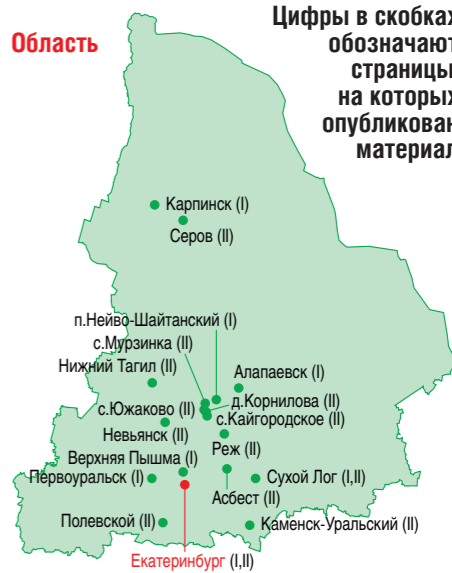 Область
Цифры в скобках
обозначают
страницы,
на которых
опубликован
материал
Карпинск (I)
Серов (II)
п.Нейво-Шайтанский (I)
с.Мурзинка (II)
Нижний Тагил (II)
Алапаевск (I)
д.Корнилова (II)
с.Южаково (II)
с.Кайгородское (II)
Невьянск (II)
Реж (II)
Верхняя Пышма (I)
Первоуральск (I)
Сухой Лог (I,II)
Асбест (II)
Полевской (II)
Каменск-Уральский (II)
Екатеринбург (I,II)